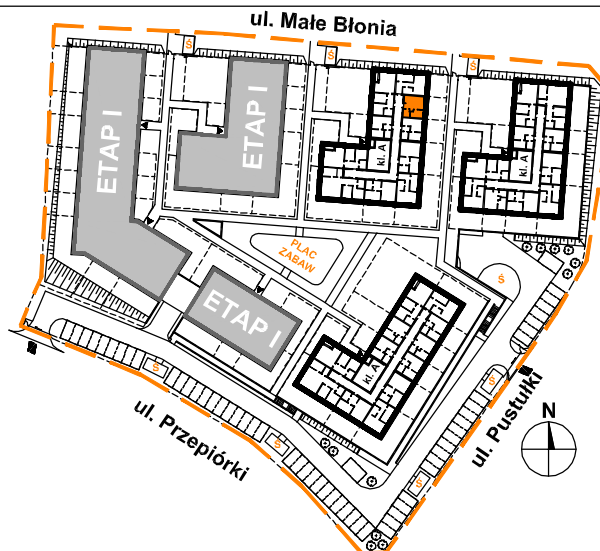 ul. Małe Błonia
Ś
Ś
Ś
ETAP I
ETAP I
kl. A
kl. A
PLAC
ZABAW
Ś
ETAP I
kl. A
Ś
Ś
ul. Przepiórki
Ś
Ś
ul. Pustułki
N